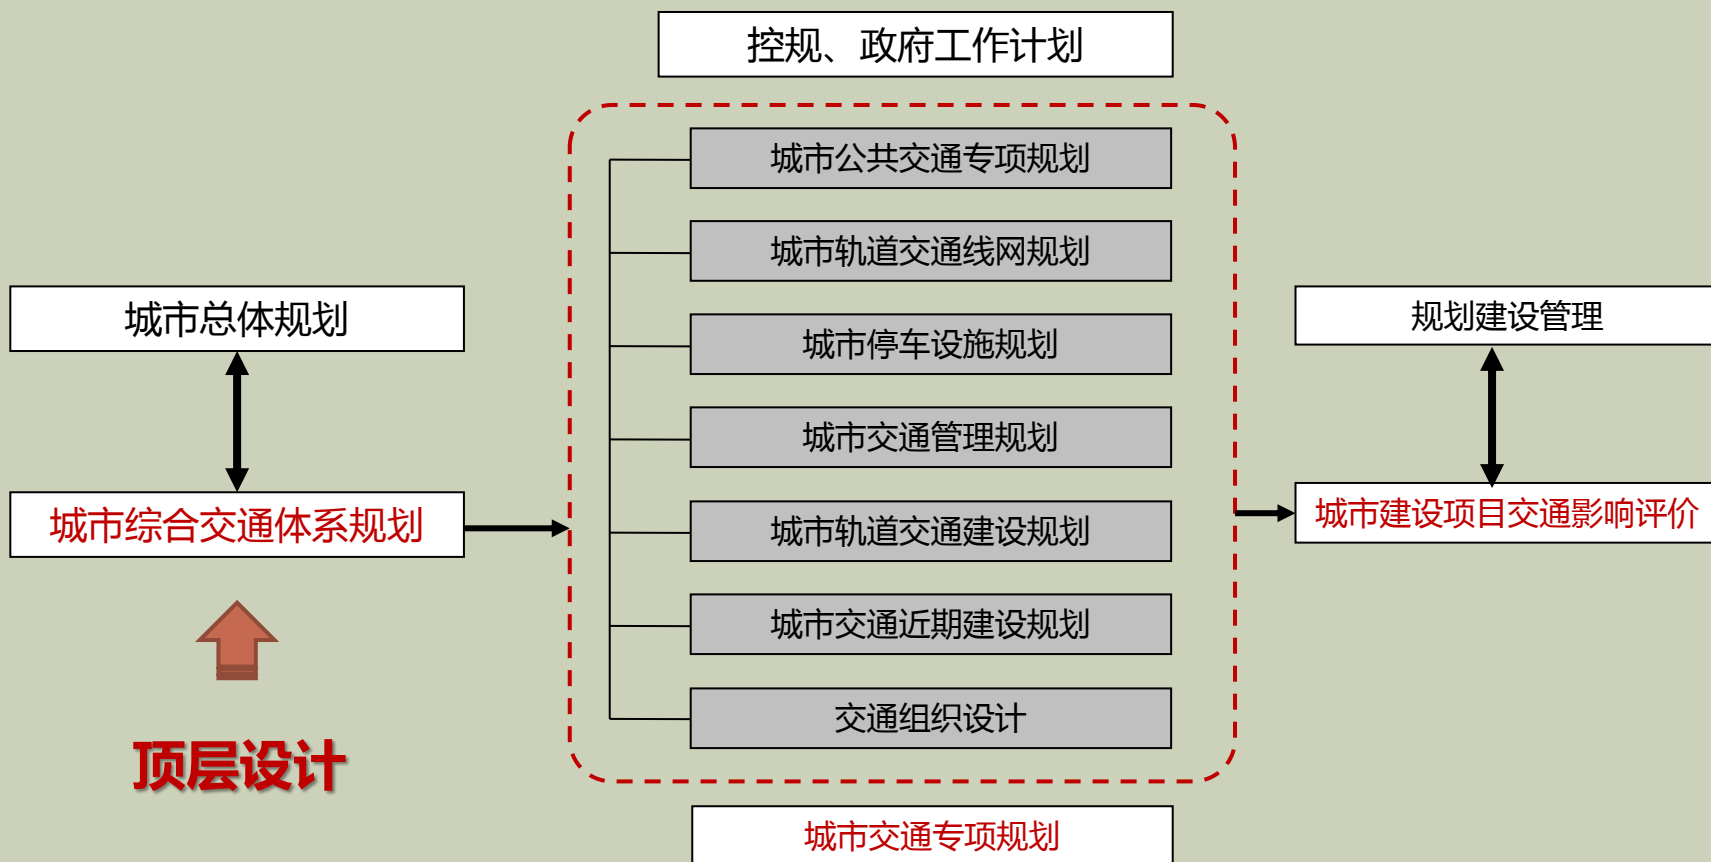 控规、政府工作计划
城市公共交通专项规划
城市轨道交通线网规划
城市总体规划
规划建设管理
城市停车设施规划
城市交通管理规划
城市综合交通体系规划
城市建设项目交通影响评价
城市轨道交通建设规划
城市交通近期建设规划
交通组织设计
顶层设计
城市交通专项规划